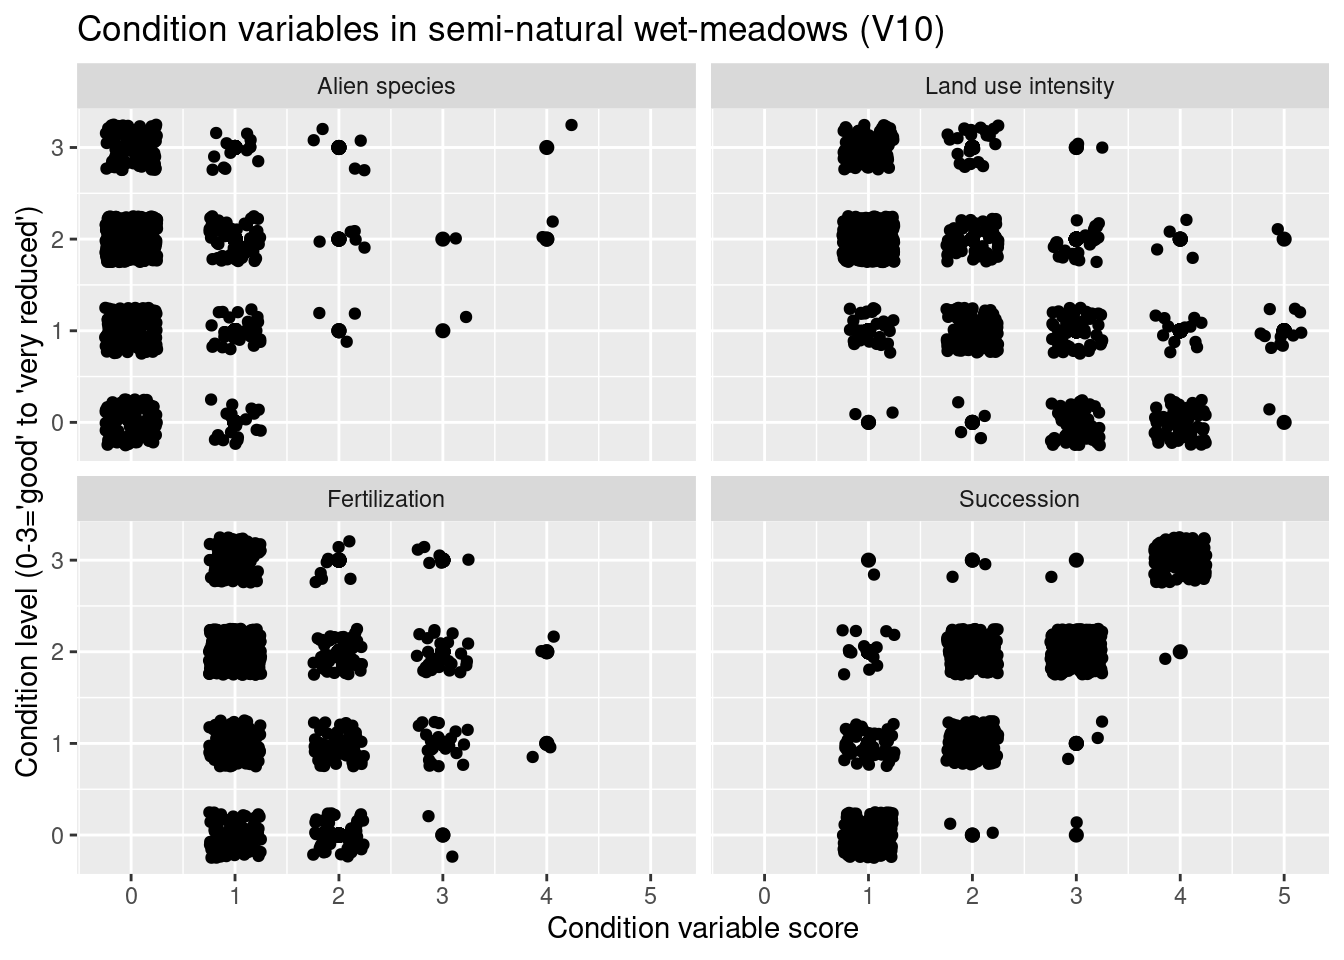 Condition variables in semi-natural wet-meadows (V10)
Alien species
Land use intensity
3
2
1
0
Fertilization
Succession
3
2
1
0
0 1 2 3 4 5
0 1 2 3 4 5
Condition variable score
Condition level (0-3='good' to 'very reduced')